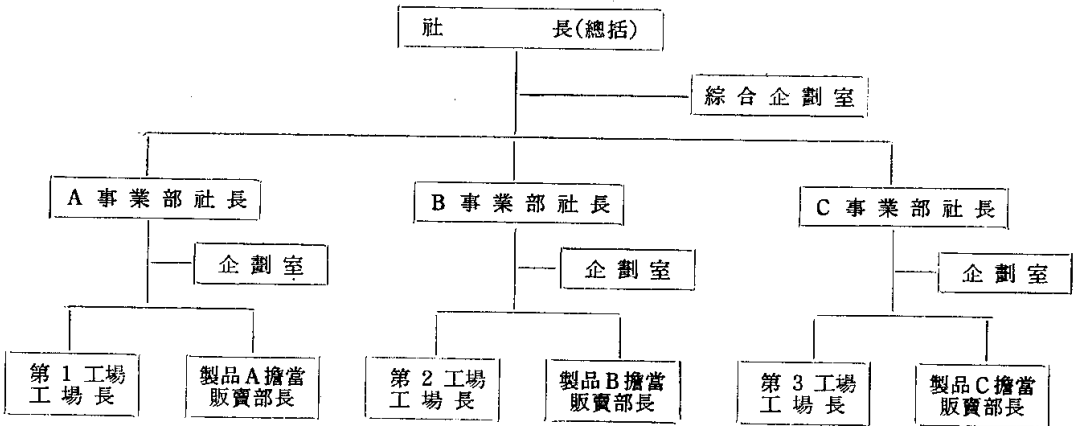 社 長(總括)
綜合企劃室
A 事業部社長
B 事業部社長
C 事業部社長
企劃室
企劃室
企劃室
第 1 工場
工場長
製品A擔當
販賣部長
第 2 工場
工場長
製品B擔當
販賣部長
第 3 工場
工場長
製品C擔當
販賣部長